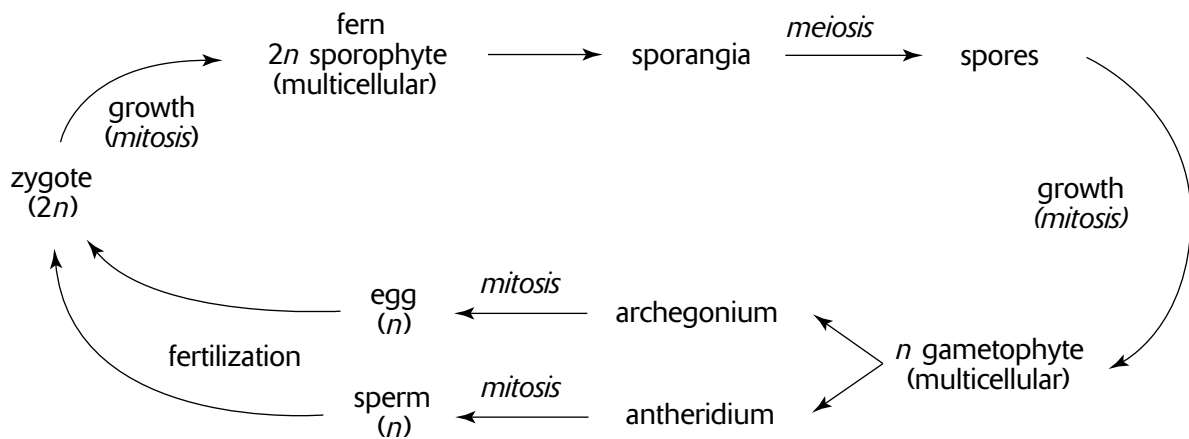 fern
2n sporophyte
(multicellular)
sporangia
meiosis
spores
growth
(mitosis)
zygote
(2n)
growth
(mitosis)
egg
(n)
mitosis
archegonium
fertilization
n gametophyte
(multicellular)
sperm
(n)
mitosis
antheridium